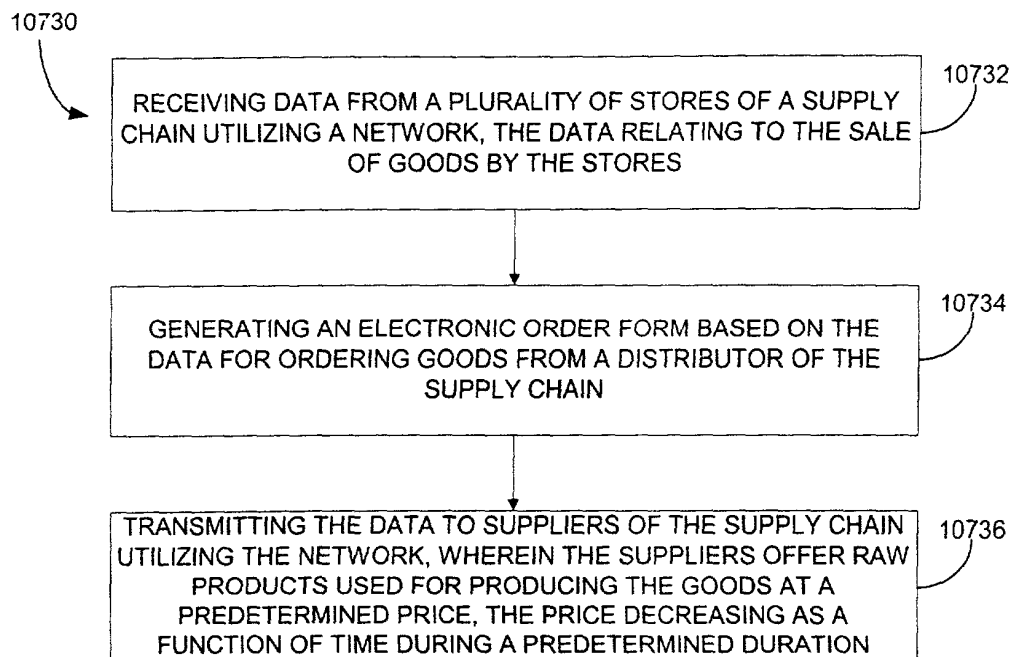 10730
RECEIVING DATA FROM A PLURALITY OF STORES OF A SUPPLY
CHAIN UTILIZING A NETWORK, THE DATA RELATING TO THE SALE
OF GOODS BY THE STORES
10732
GENERATING AN ELECTRONIC ORDER FORM BASED ON THE
DATA FOR ORDERING GOODS FROM A DISTRIBUTOR OF THE
SUPPLY CHAIN
10734
TRANSMITTING THE DATA TO SUPPLIERS OF THE SUPPLY CHAIN
UTILIZING THE NETWORK, WHEREIN THE SUPPLIERS OFFER RAW
PRODUCTS USED FOR PRODUCING THE GOODS AT A
PREDETERMINED PRICE, THE PRICE DECREASING AS A
FUNCTION OF TIME DURING A PREDETERMINED DURATION
10736